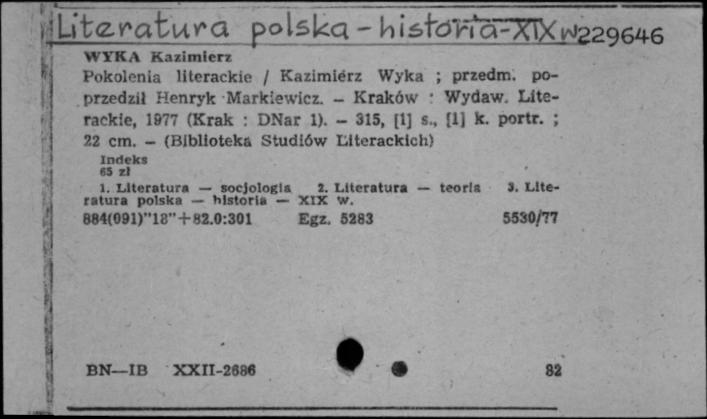 Literatura polska - historia - XIX w 229646
WYKA Kazimierz
Pokolenia literackie / Kazimierz Wyka ; przedm. po-
przedził Henryk Markiewicz. — Kraków : Wydaw. Lite-
rackie, 1977 (Krak : DNar 1). — 315, [1] s., [1] k. portr. ;
22 cm. — (Biblioteka Studiów Literackich)
Indeks
65 zł
1. Literatura — socjologia 2. Literatura — teoria 3. Lite-
ratura polska — historia — XIX w.
884(091)"18"+82.0:301 Egz. 5283 5530/77
BN—IB XXII-2686 82